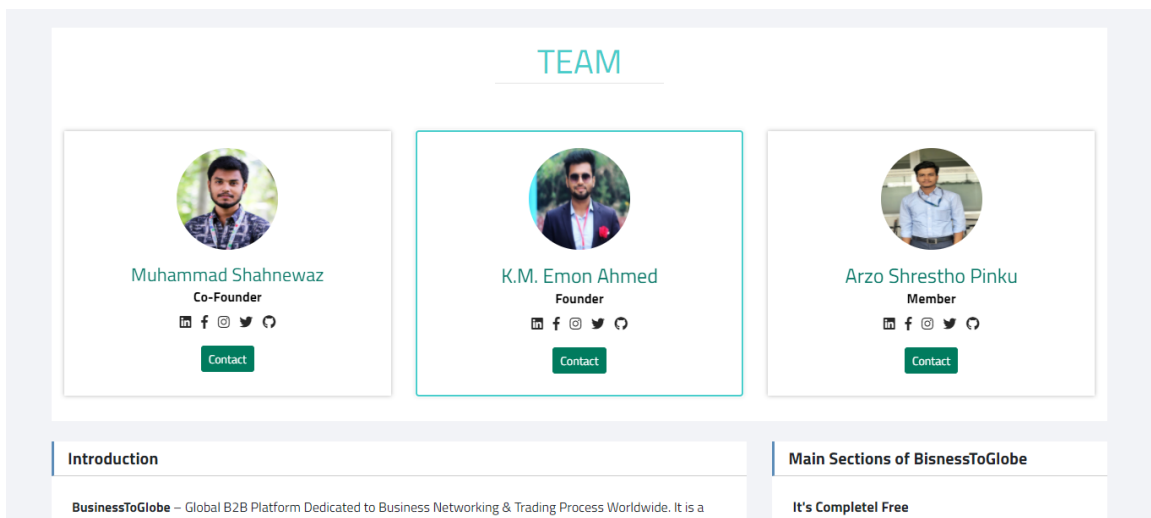 TEAM
Muhammad Shahnewaz
Co-Founder
Contact
K.M. Emon Ahmed
Founder
Contact
Arzo Shrestho Pinku
Member
Contact
Introduction
BusinessToGlobe – Global B2B Platform Dedicated to Business Networking & Trading Process Worldwide. It is a
Main Sections of BisnessToGlobe
It's Completel Free